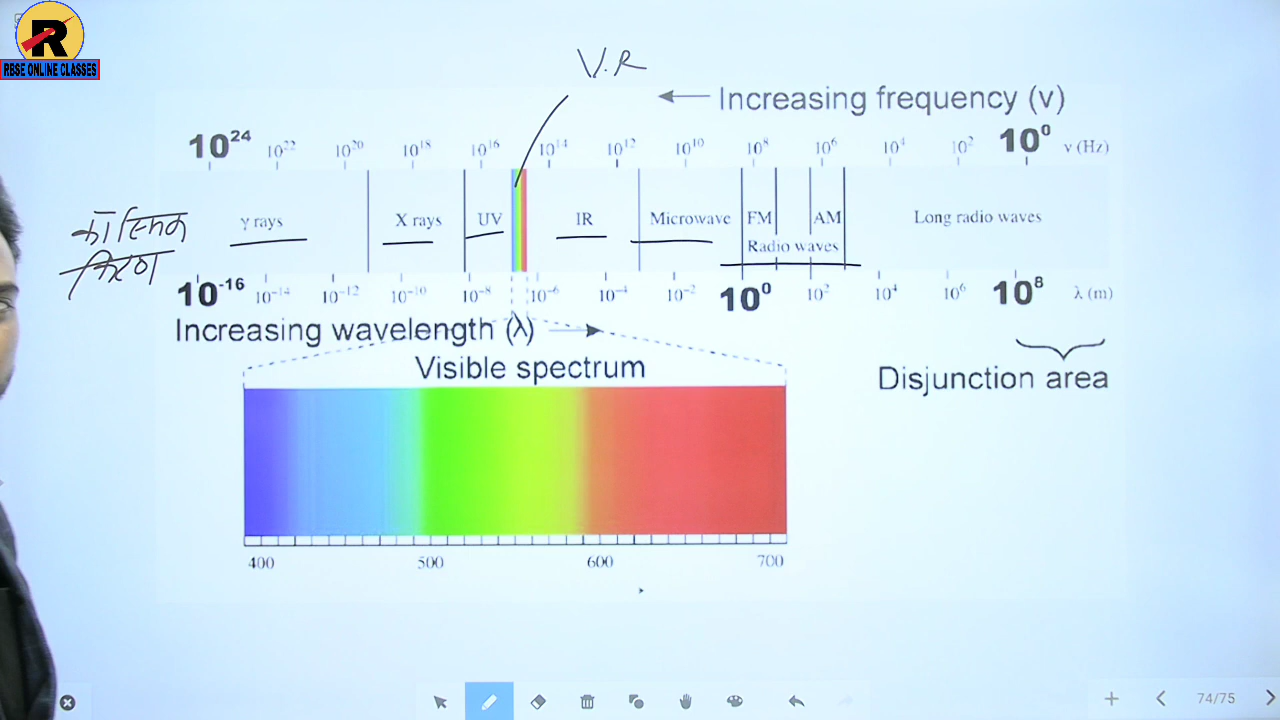 R
RBSE ONLINE CLASSES
V.R
Increasing frequency (ν)
10²⁴ 10²² 10²⁰ 10¹⁸ 10¹⁶ 10¹⁴ 10¹² 10¹⁰ 10⁸ 10⁶ 10⁴ 10² 10⁰ ν (Hz)
γ rays X rays UV IR Microwave FM AM Long radio waves
Radio waves
कॉस्मिक
किरण
10⁻¹⁶ 10⁻¹⁴ 10⁻¹² 10⁻¹⁰ 10⁻⁸ 10⁻⁶ 10⁻⁴ 10⁻² 10⁰ 10² 10⁴ 10⁶ 10⁸ λ (m)
Increasing wavelength (λ)
Visible spectrum
Disjunction area
400 500 600 700
74/75